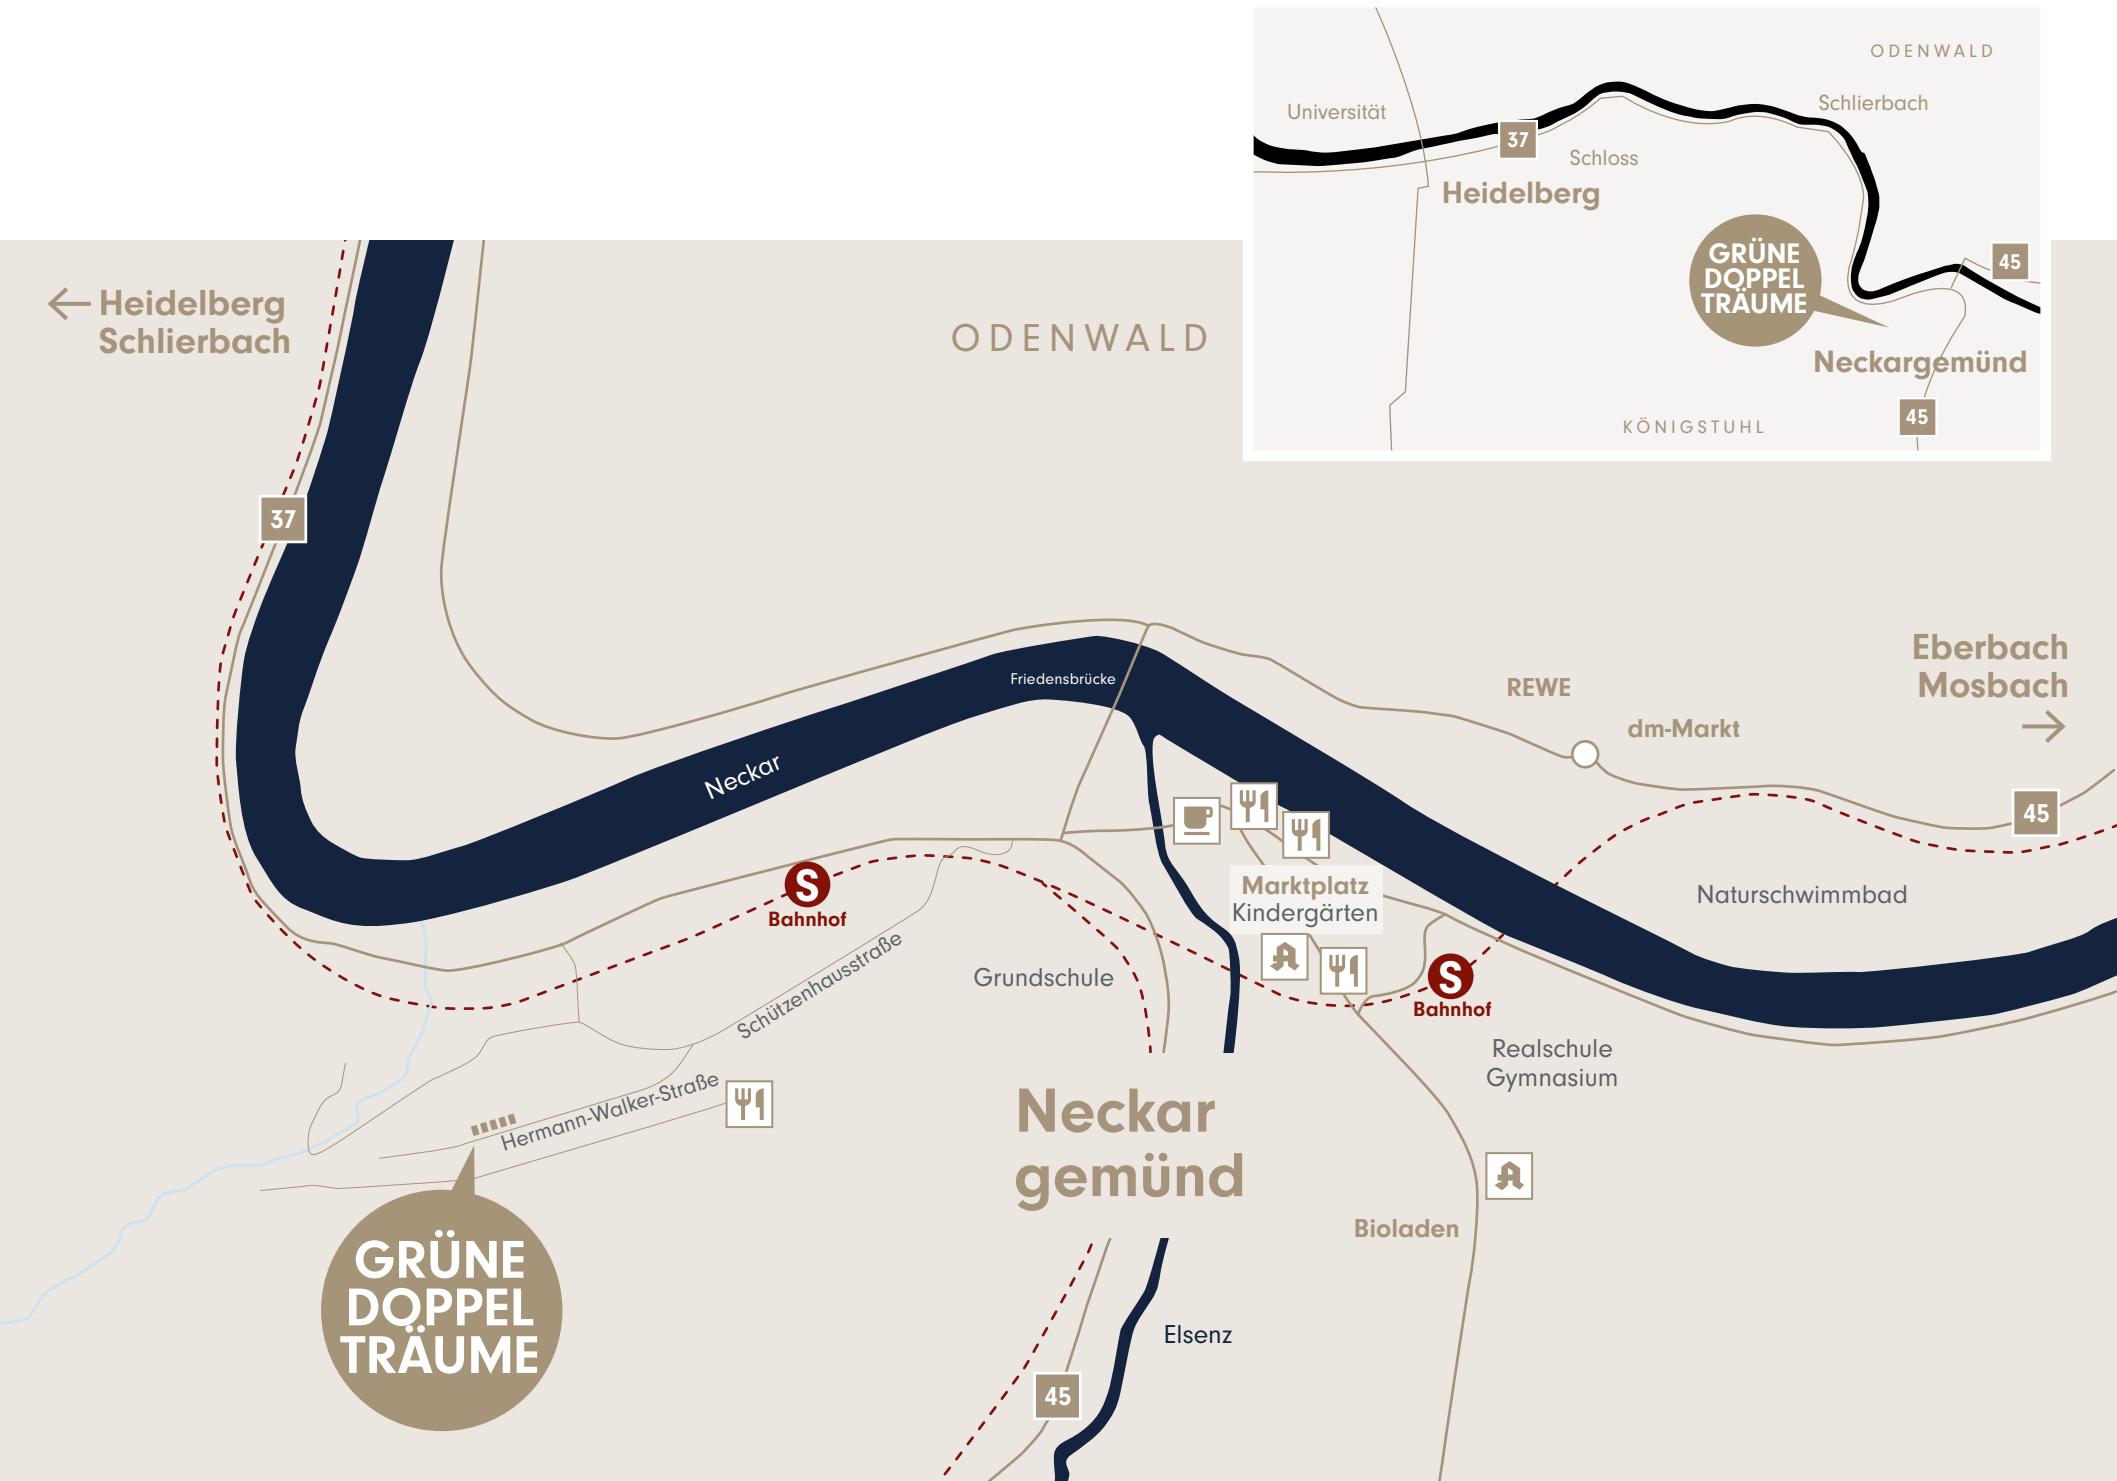 ODENWALD
Universität
Schlierbach
37
Schloss
Heidelberg
GRÜNE
DOPPEL
TRÄUME
45
Neckargemünd
45
KÖNIGSTUHL
Heidelberg
Schlierbach
ODENWALD
37
Friedensbrücke
Neckar
REWE
dm-Markt
Eberbach
Mosbach
45
S
Bahnhof
Marktplatz
Kindergärten
Naturschwimmbad
Schützenhausstraße
Grundschule
S
Bahnhof
Realschule
Gymnasium
Hermann-Walker-Straße
Neckar
gemünd
Bioladen
GRÜNE
DOPPEL
TRÄUME
Elsenz
45